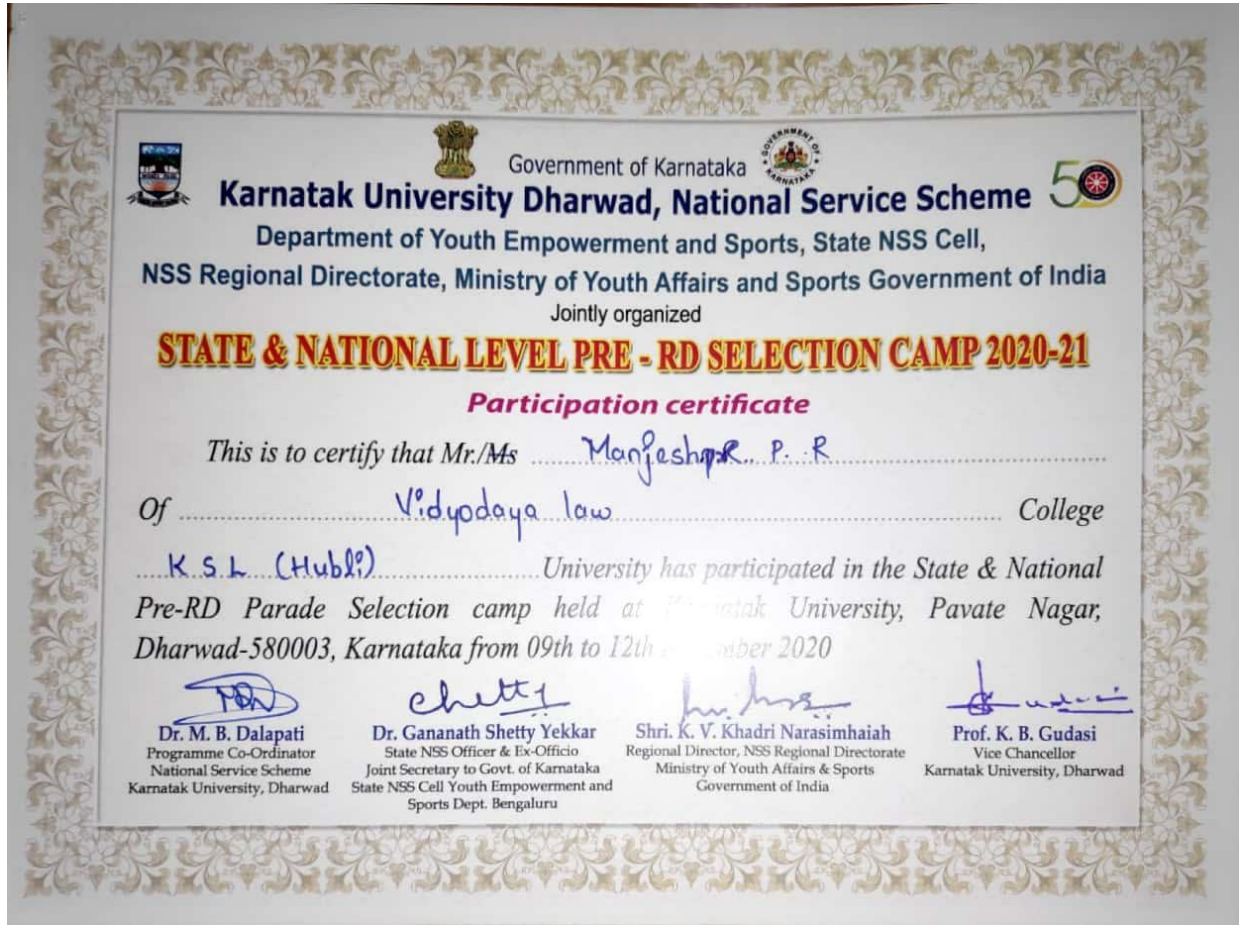 Government of Karnataka
GOVERNMENT OF KARNATAKA
50
Karnatak University Dharwad, National Service Scheme
Department of Youth Empowerment and Sports, State NSS Cell,
NSS Regional Directorate, Ministry of Youth Affairs and Sports Government of India
Jointly organized
STATE & NATIONAL LEVEL PRE - RD SELECTION CAMP 2020-21
Participation certificate
This is to certify that Mr./Ms P. R
Of Vidyodaya law College
K S L (Hubli) University has participated in the State & National
Pre-RD Parade Selection camp held at University, Pavate Nagar,
Dharwad-580003, Karnataka from 09th to 12th 2020
Chetty
Dr. M. B. Dalapati
Programme Co-Ordinator
National Service Scheme
Karnatak University, Dharwad
Dr. Gananath Shetty Yekkar
State NSS Officer & Ex-Officio
Joint Secretary to Govt. of Karnataka
State NSS Cell Youth Empowerment and
Sports Dept. Bengaluru
Shri. K. V. Khadri Narasimhaiah
Regional Director, NSS Regional Directorate
Ministry of Youth Affairs & Sports
Government of India
Prof. K. B. Gudasi
Vice Chancellor
Karnatak University, Dharwad